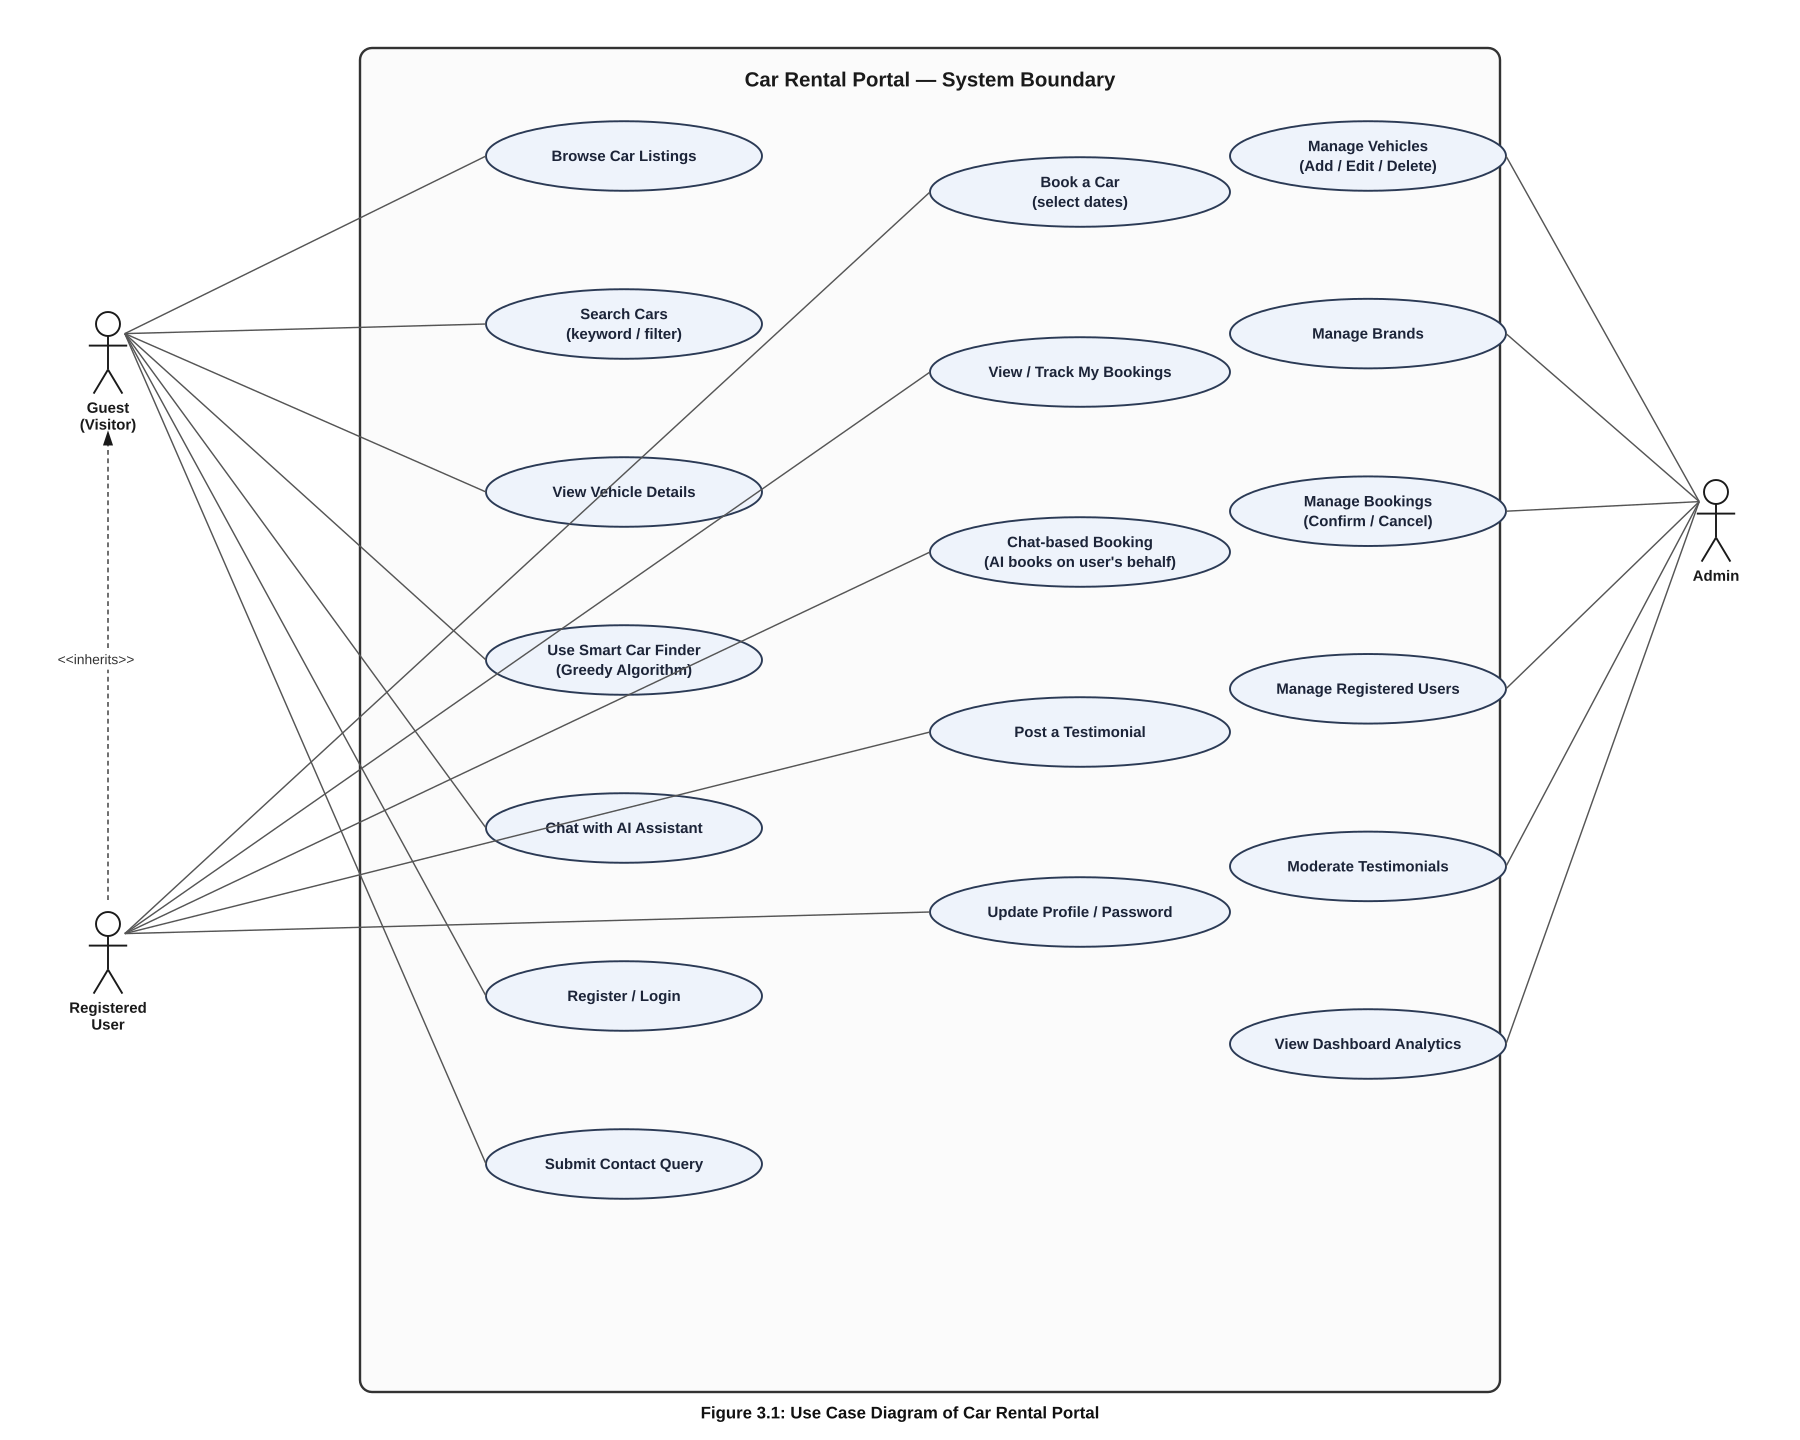 Car Rental Portal — System Boundary
Browse Car Listings
Search Cars
(keyword / filter)
View Vehicle Details
Use Smart Car Finder
(Greedy Algorithm)
Chat with AI Assistant
Register / Login
Submit Contact Query
Book a Car
(select dates)
View / Track My Bookings
Chat-based Booking
(AI books on user's behalf)
Post a Testimonial
Update Profile / Password
Manage Vehicles
(Add / Edit / Delete)
Manage Brands
Manage Bookings
(Confirm / Cancel)
Manage Registered Users
Moderate Testimonials
View Dashboard Analytics
Guest
(Visitor)
<<inherits>>
Registered
User
Admin
Figure 3.1: Use Case Diagram of Car Rental Portal